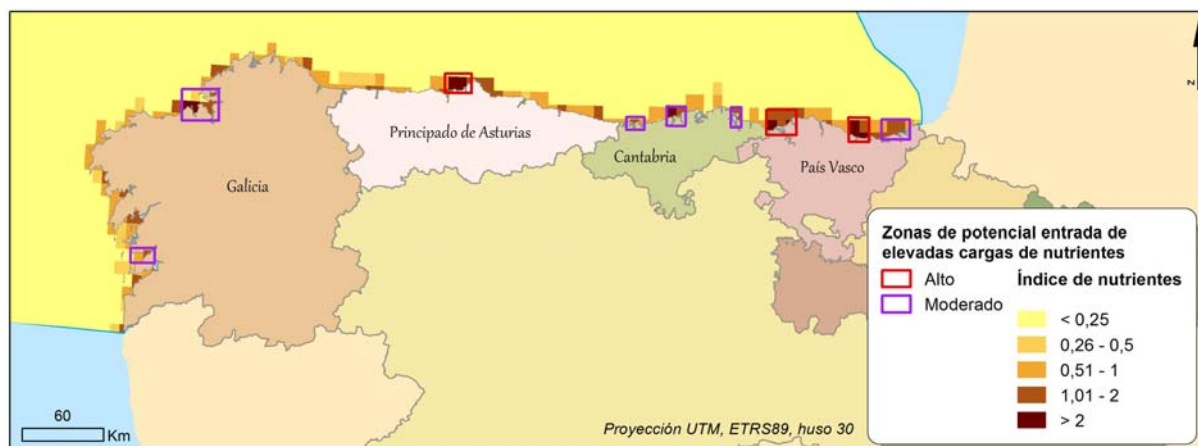 N
Principado de Asturias
Cantabria
País Vasco
Galicia
Zonas de potencial entrada de
elevadas cargas de nutrientes
Alto
Moderado
Índice de nutrientes
< 0,25
0,26 - 0,5
0,51 - 1
1,01 - 2
> 2
60
Km
Proyección UTM, ETRS89, huso 30